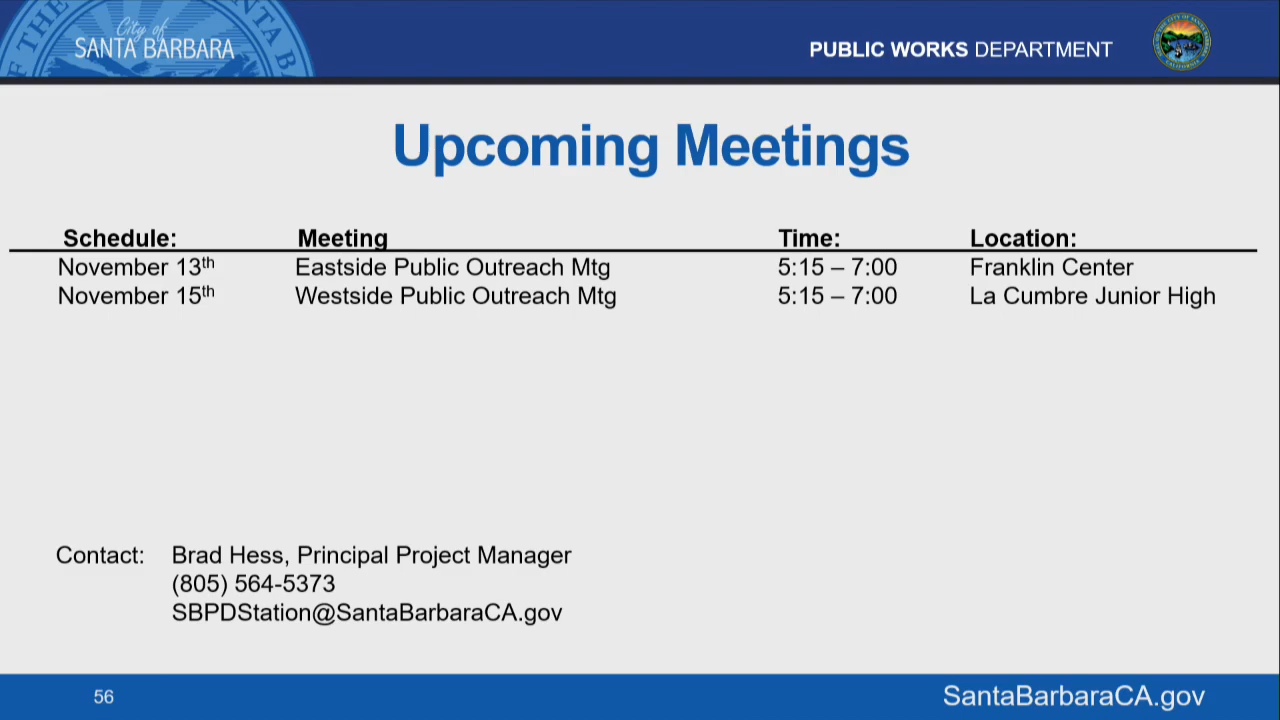 City of
SANTA BARBARA
PUBLIC WORKS DEPARTMENT
Upcoming Meetings
Schedule: Meeting Time: Location:
November 13th Eastside Public Outreach Mtg 5:15 – 7:00 Franklin Center
November 15th Westside Public Outreach Mtg 5:15 – 7:00 La Cumbre Junior High
Contact: Brad Hess, Principal Project Manager
(805) 564-5373
SBPDStation@SantaBarbaraCA.gov
56
SantaBarbaraCA.gov